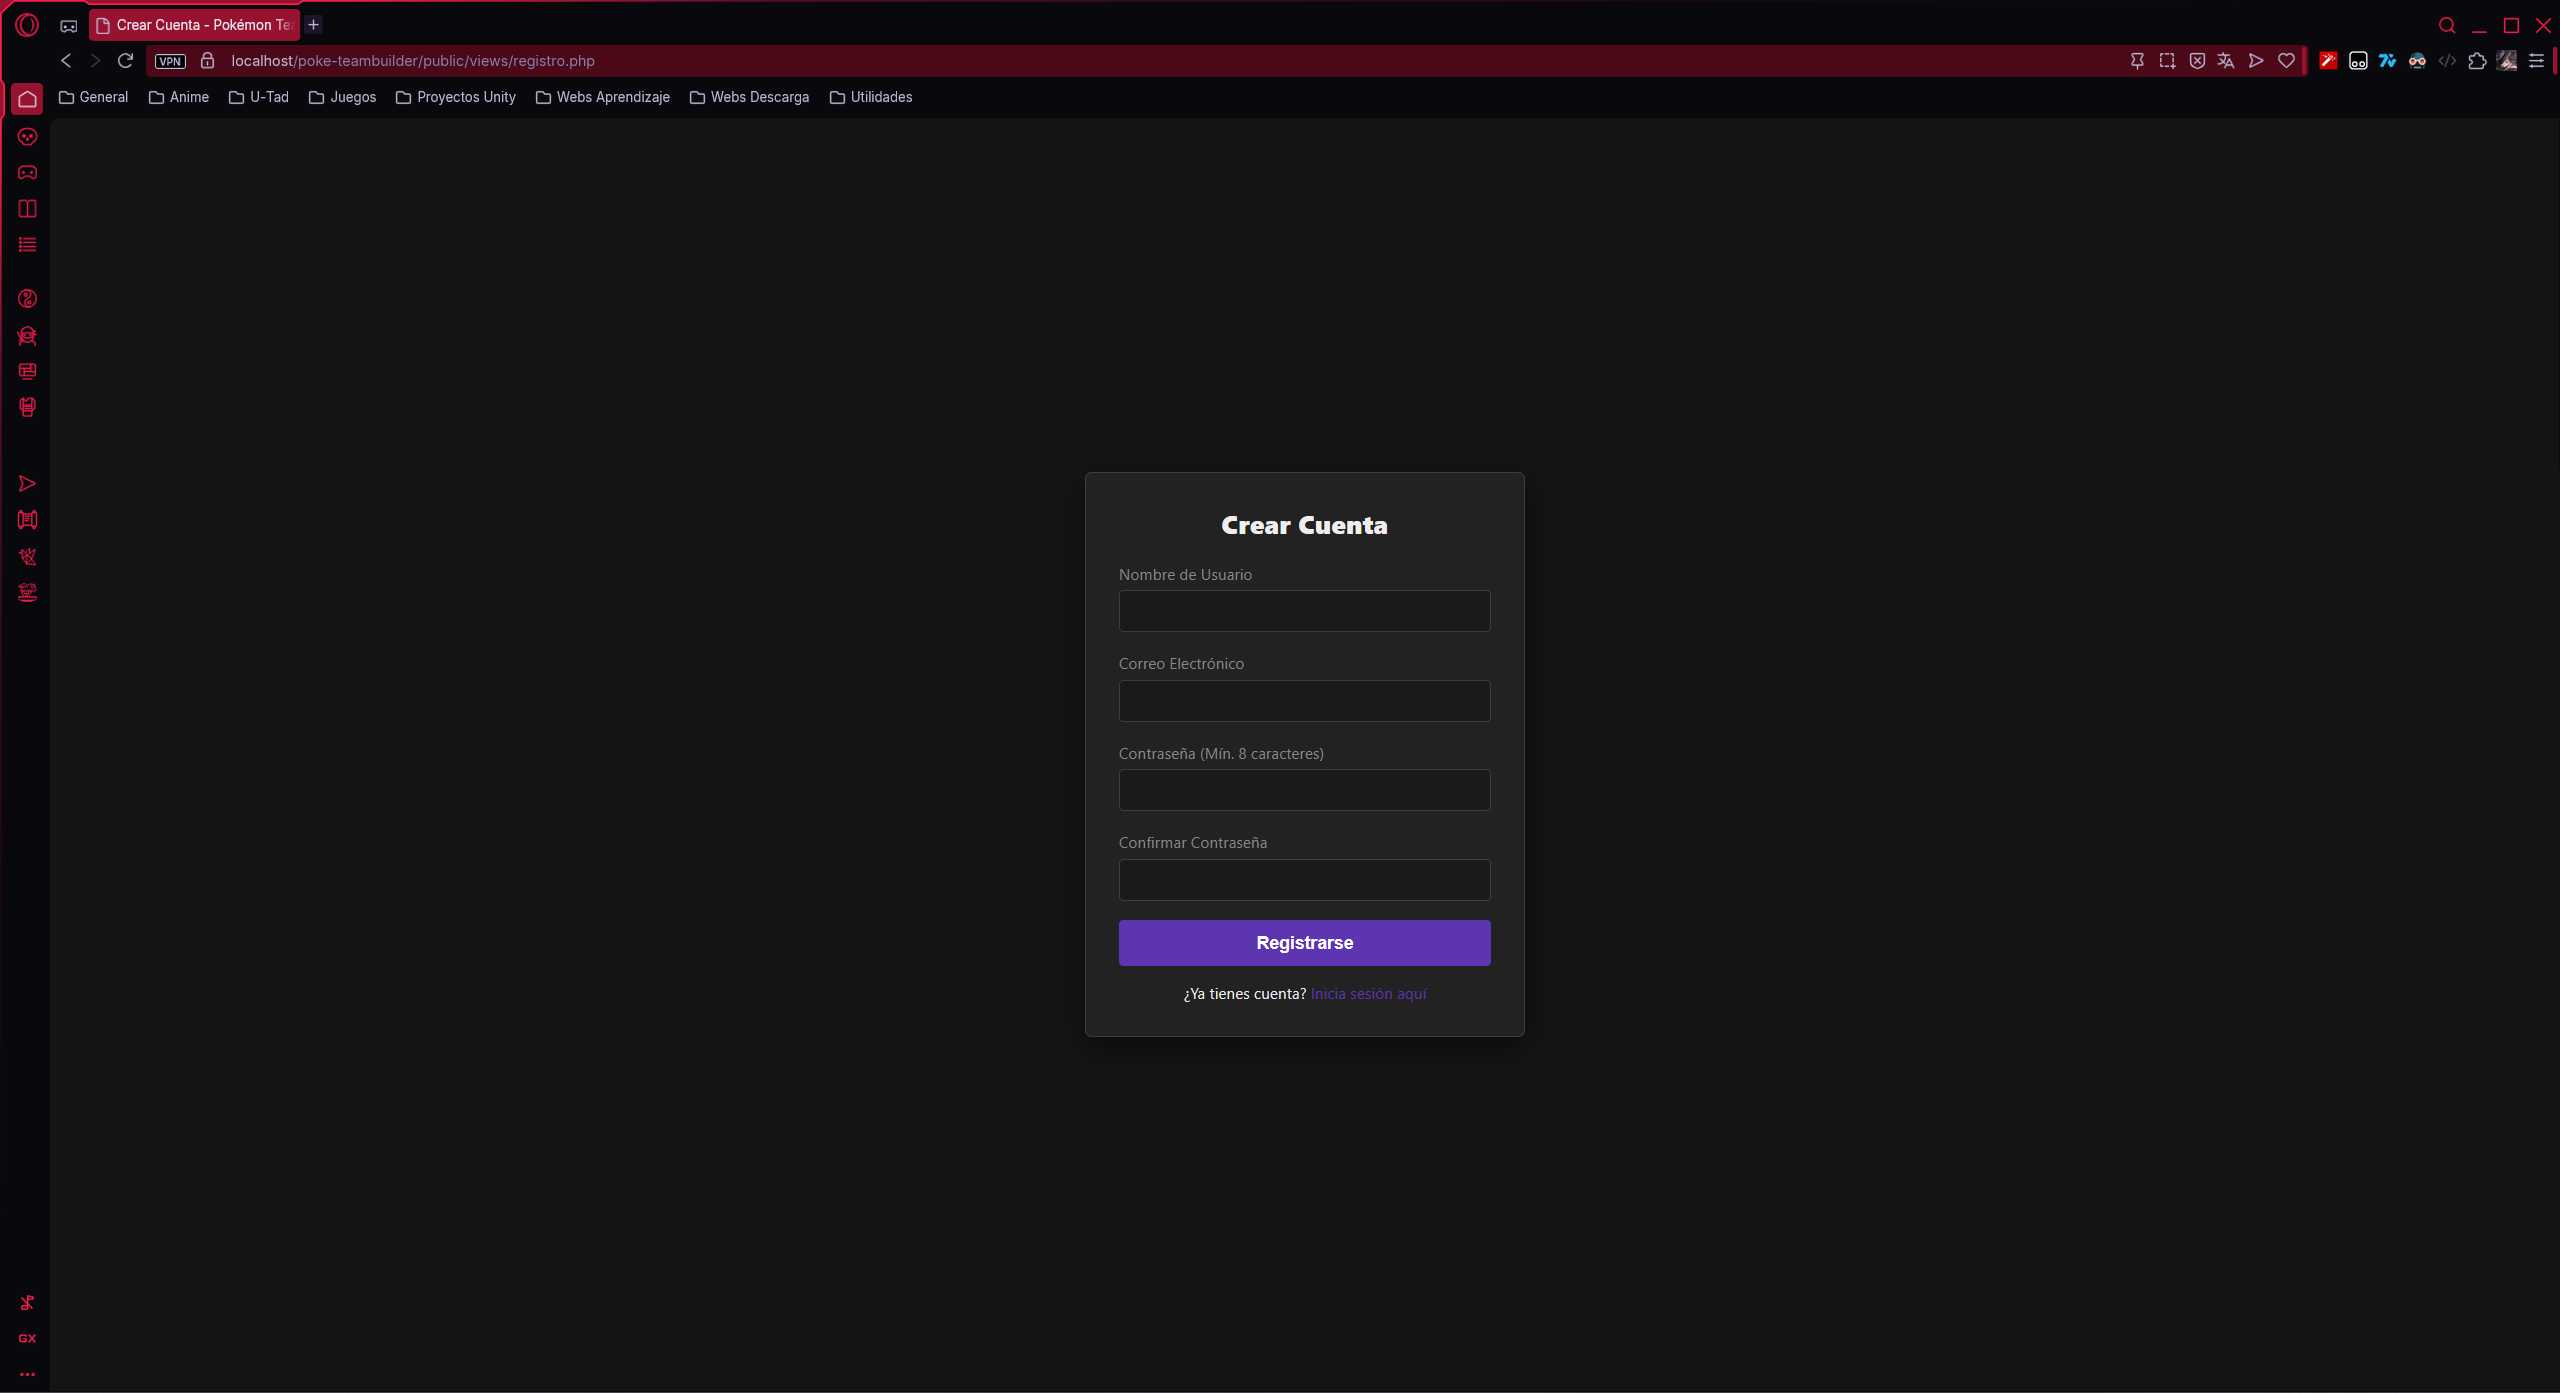 Crear Cuenta - Pokémon Te
VPN localhost/poke-teambuilder/public/views/registro.php
General Anime U-Tad Juegos Proyectos Unity Webs Aprendizaje Webs Descarga Utilidades
Crear Cuenta
Nombre de Usuario
Correo Electrónico
Contraseña (Mín. 8 caracteres)
Confirmar Contraseña
Registrarse
¿Ya tienes cuenta? Inicia sesión aquí
GX